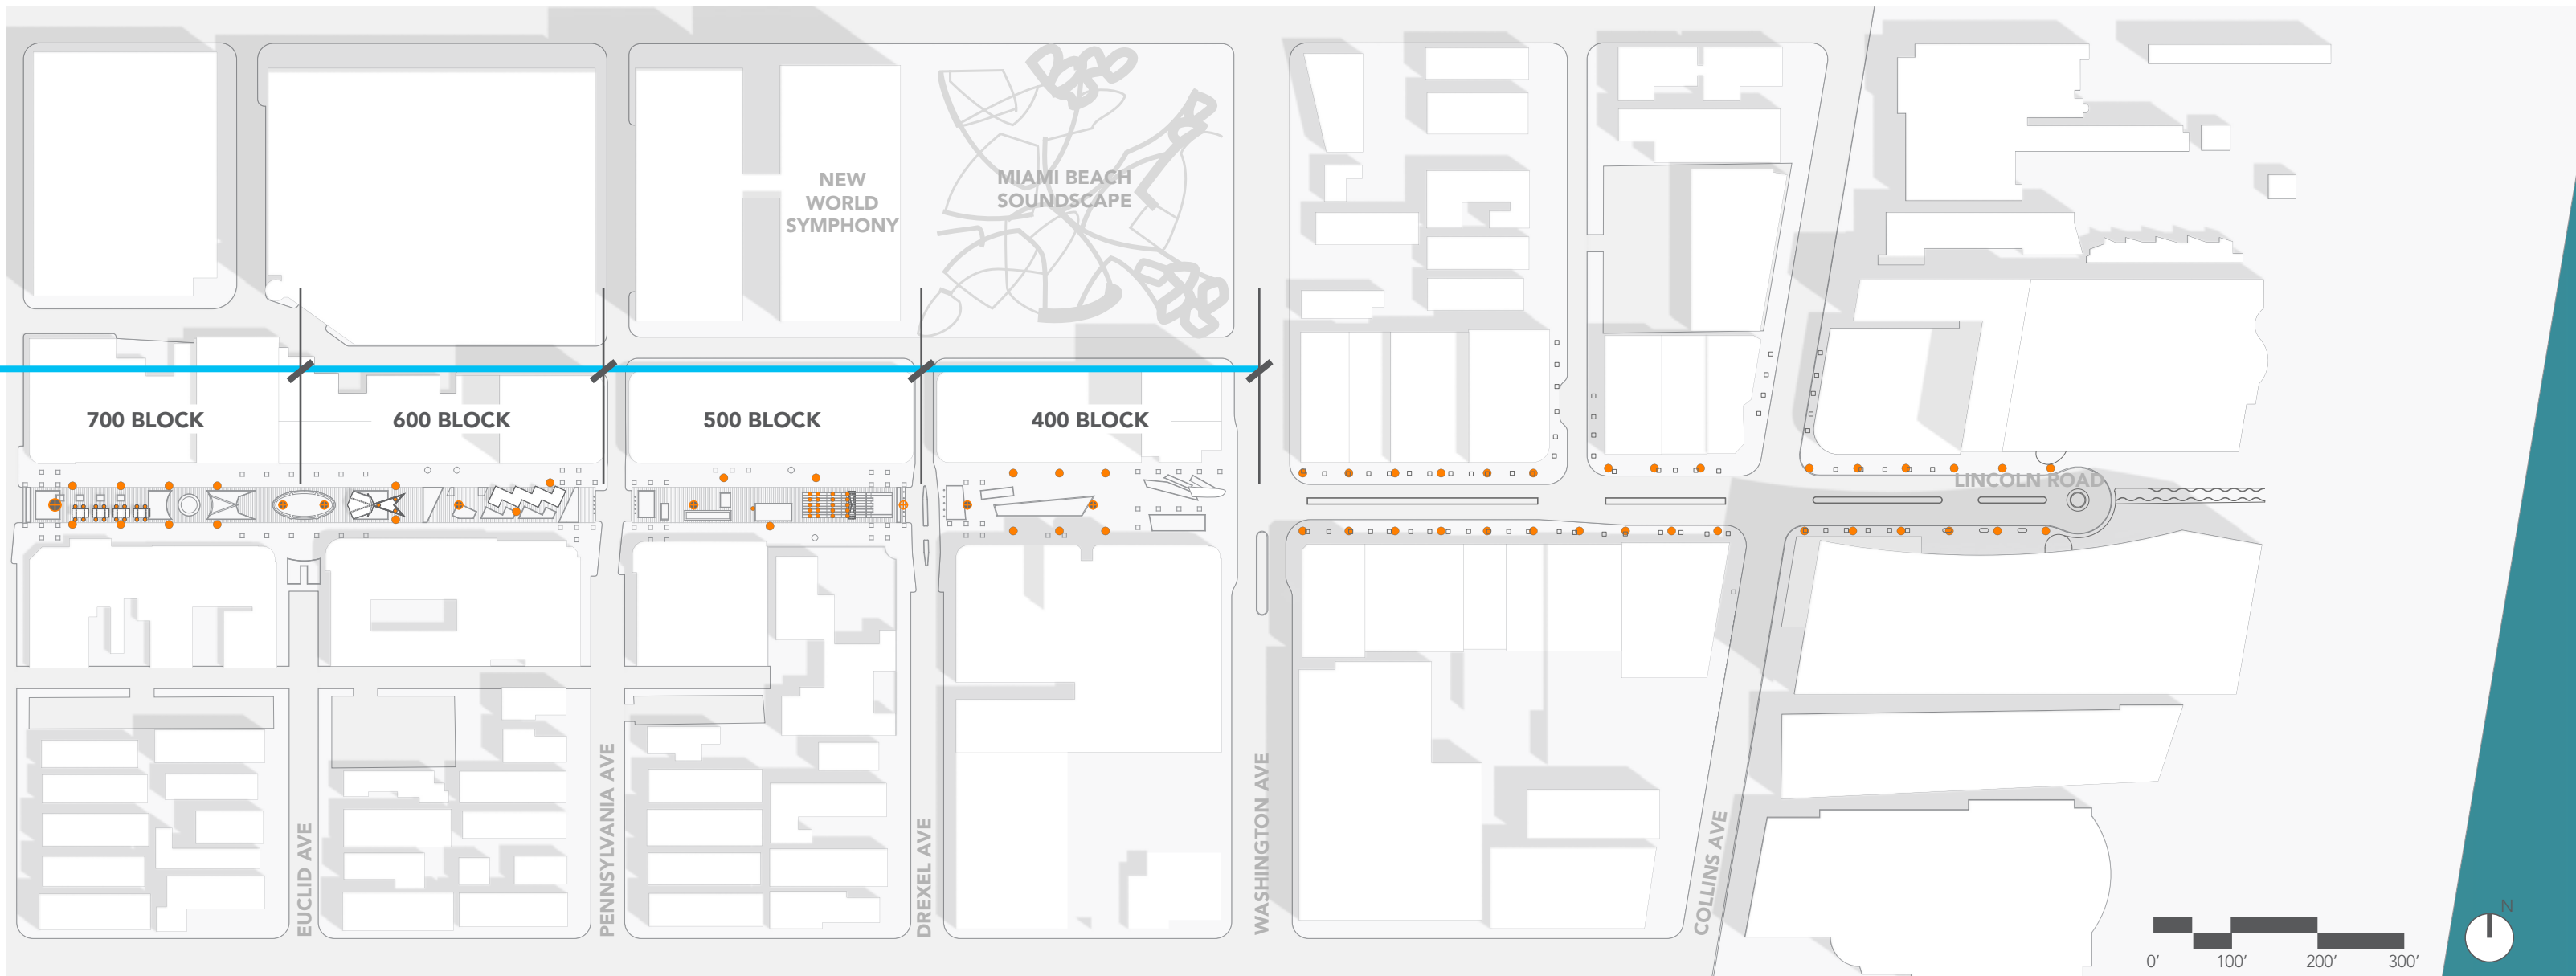 NEW
WORLD
SYMPHONY
MIAMI BEACH
SOUNDSCAPE
700 BLOCK
600 BLOCK
500 BLOCK
400 BLOCK
LINCOLN ROAD
EUCLID AVE
PENNSYLVANIA AVE
DREXEL AVE
WASHINGTON AVE
COLLINS AVE
N
0' 100' 200' 300'